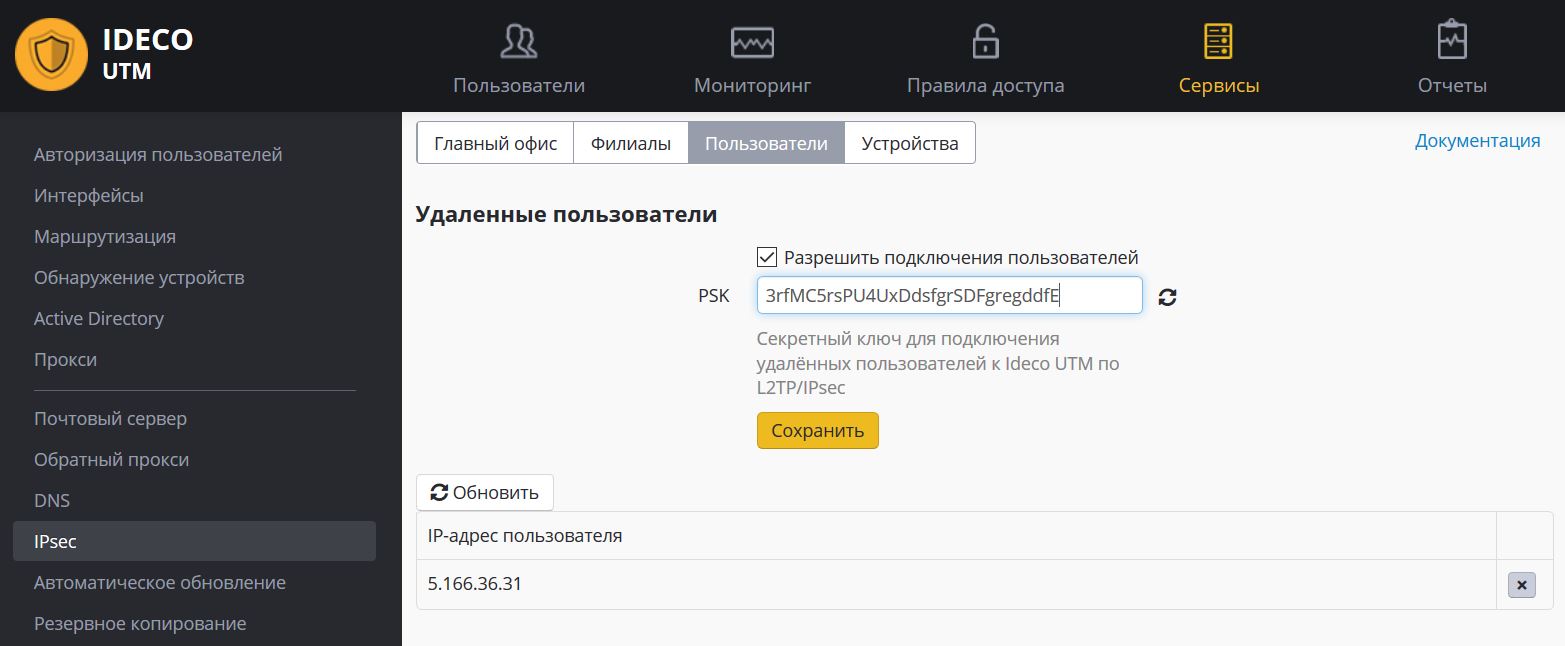 IDECO
UTM
Пользователи
Мониторинг
Правила доступа
Сервисы
Отчеты
Авторизация пользователей
Интерфейсы
Маршрутизация
Обнаружение устройств
Active Directory
Прокси
Почтовый сервер
Обратный прокси
DNS
IPsec
Автоматическое обновление
Резервное копирование
Главный офис
Филиалы
Пользователи
Устройства
Документация
Удаленные пользователи
Разрешить подключения пользователей
PSK
3rfMC5rsPU4UxDdsfgrSDFgregddfE
Секретный ключ для подключения
удалённых пользователей к Ideco UTM по
L2TP/IPsec
Сохранить
Обновить
IP-адрес пользователя
5.166.36.31